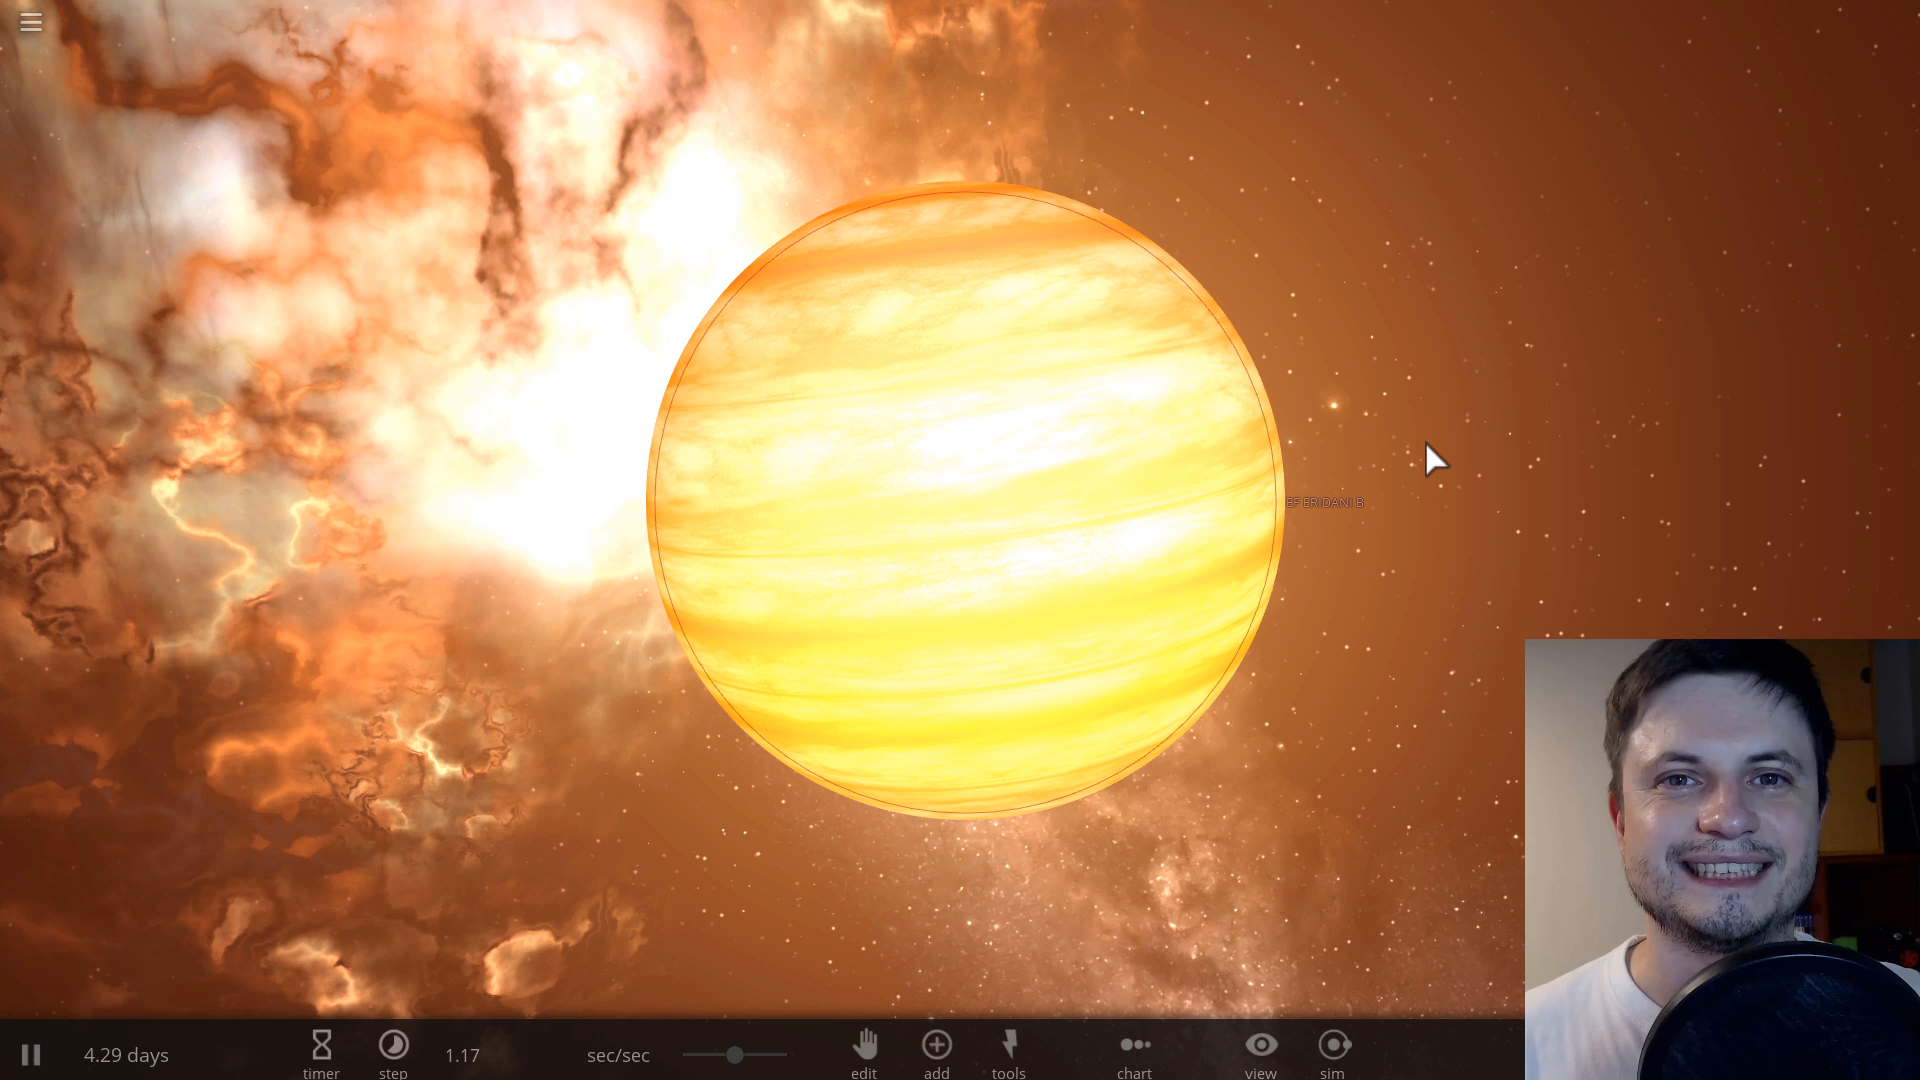 EF ERIDANI B
4.29 days
timer
step
1.17
sec/sec
edit
add
tools
chart
view
sim